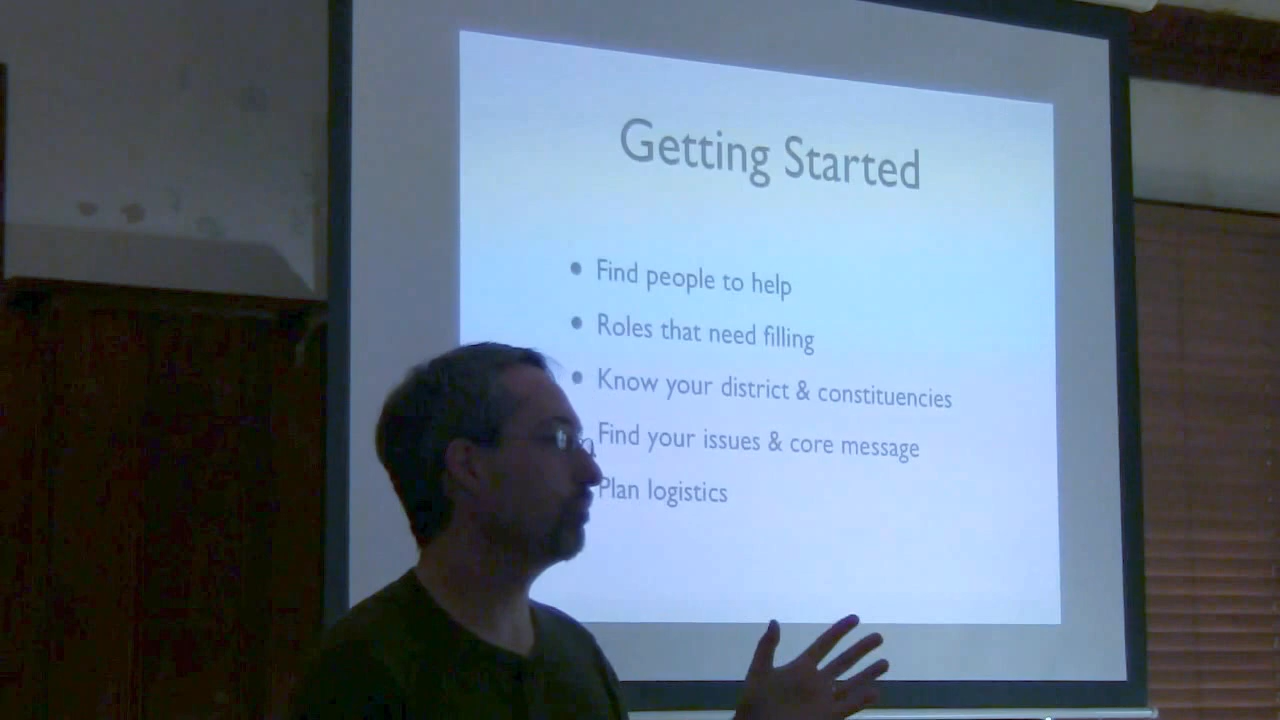 Getting Started
• Find people to help
• Roles that need filling
• Know your district & constituencies
Find your issues & core message
Plan logistics